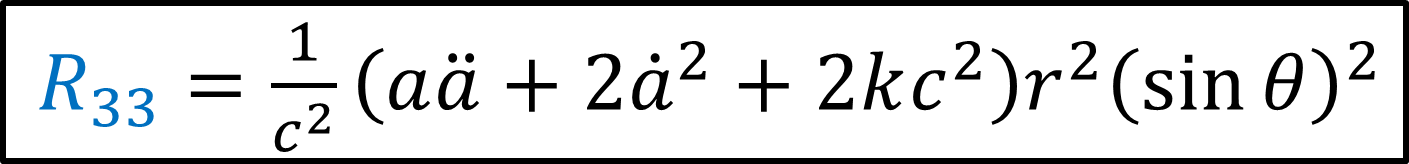 R₃₃ = 1/c² (aä + 2ȧ² + 2kc²)r²(sin θ)²